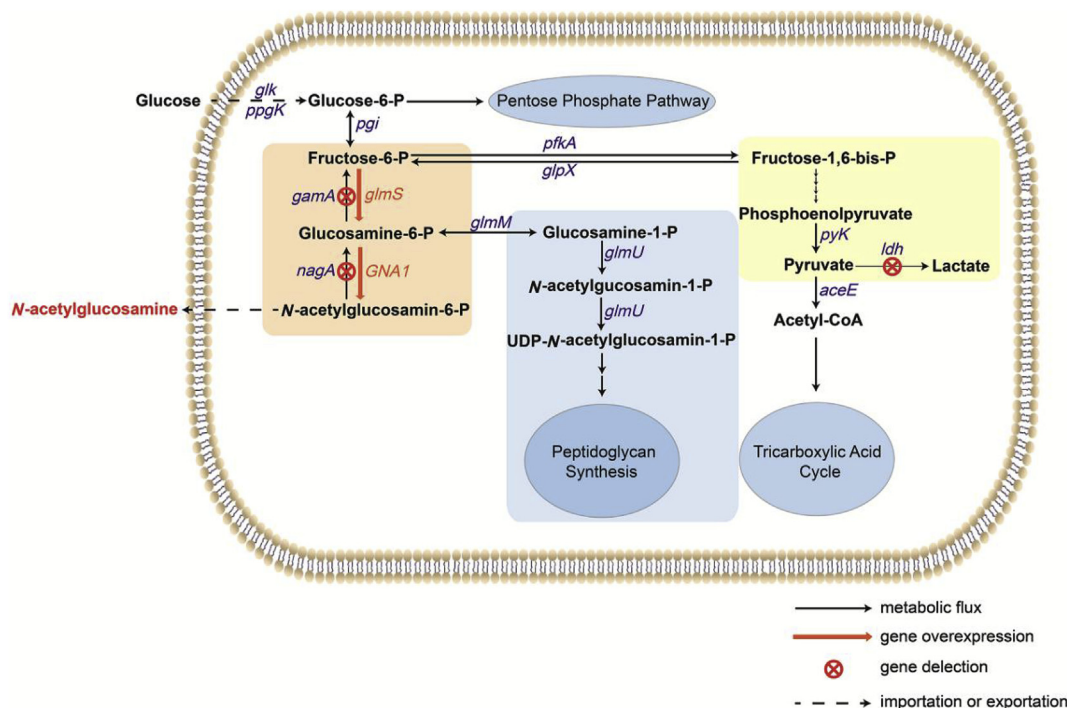 glk
Glucose
Glucose-6-P
ppgK
Pentose Phosphate Pathway
pgi
Fructose-6-P
pfkA
glpX
Fructose-1,6-bis-P
gamA
glmS
Phosphoenolpyruvate
Glucosamine-6-P
glmM
Glucosamine-1-P
pyK
glmU
ldh
nagA
GNA1
Pyruvate
Lactate
N-acetylgucosamin-1-P
aceE
N-acetylglucosamine
N-acetylglucosamin-6-P
glmU
Acetyl-CoA
UDP-N-acetylglucosamin-1-P
Peptidoglycan
Synthesis
Tricarboxylic Acid
Cycle
metabolic flux
gene overexpression
gene delection
importation or exportation